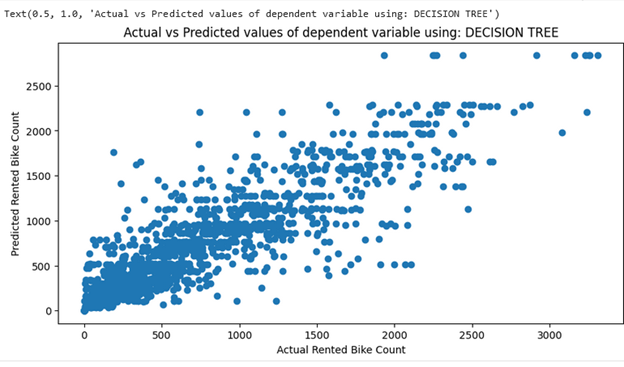 Text(0.5, 1.0, 'Actual vs Predicted values of dependent variable using: DECISION TREE')
Actual vs Predicted values of dependent variable using: DECISION TREE
Predicted Rented Bike Count
2500
2000
1500
1000
500
0
0 500 1000 1500 2000 2500 3000
Actual Rented Bike Count